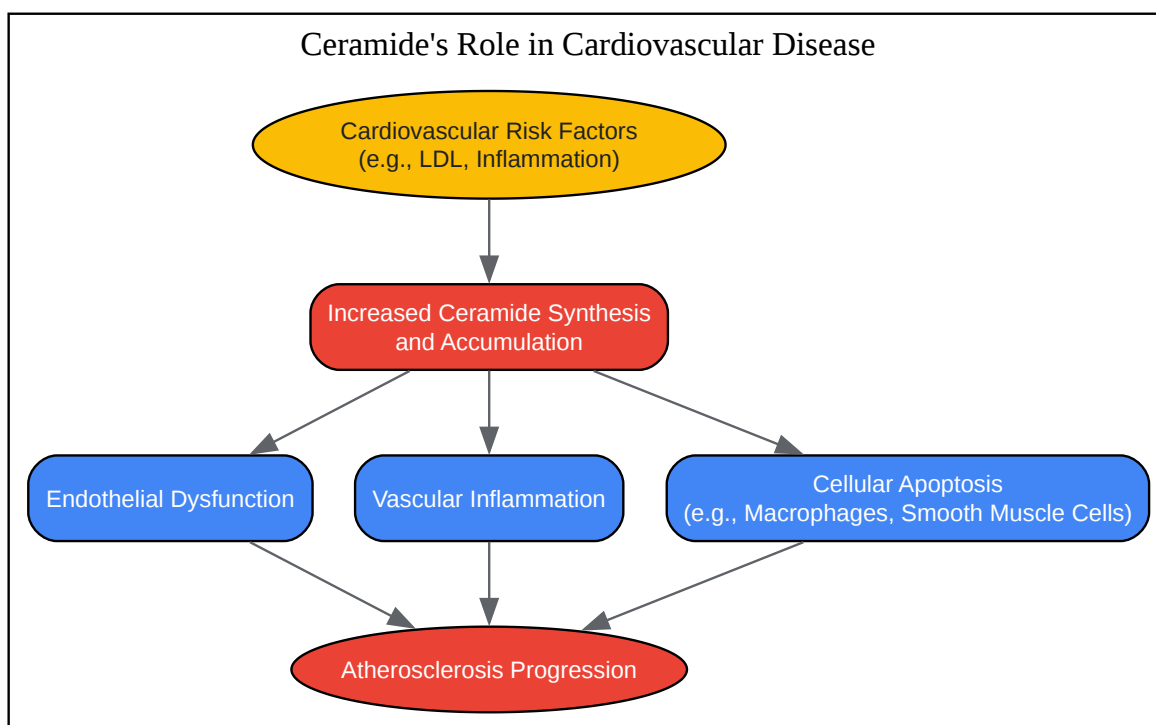 Ceramide's Role in Cardiovascular Disease
Cardiovascular Risk Factors
(e.g., LDL, Inflammation)
Increased Ceramide Synthesis
and Accumulation
Endothelial Dysfunction
Vascular Inflammation
Cellular Apoptosis
(e.g., Macrophages, Smooth Muscle Cells)
Atherosclerosis Progression